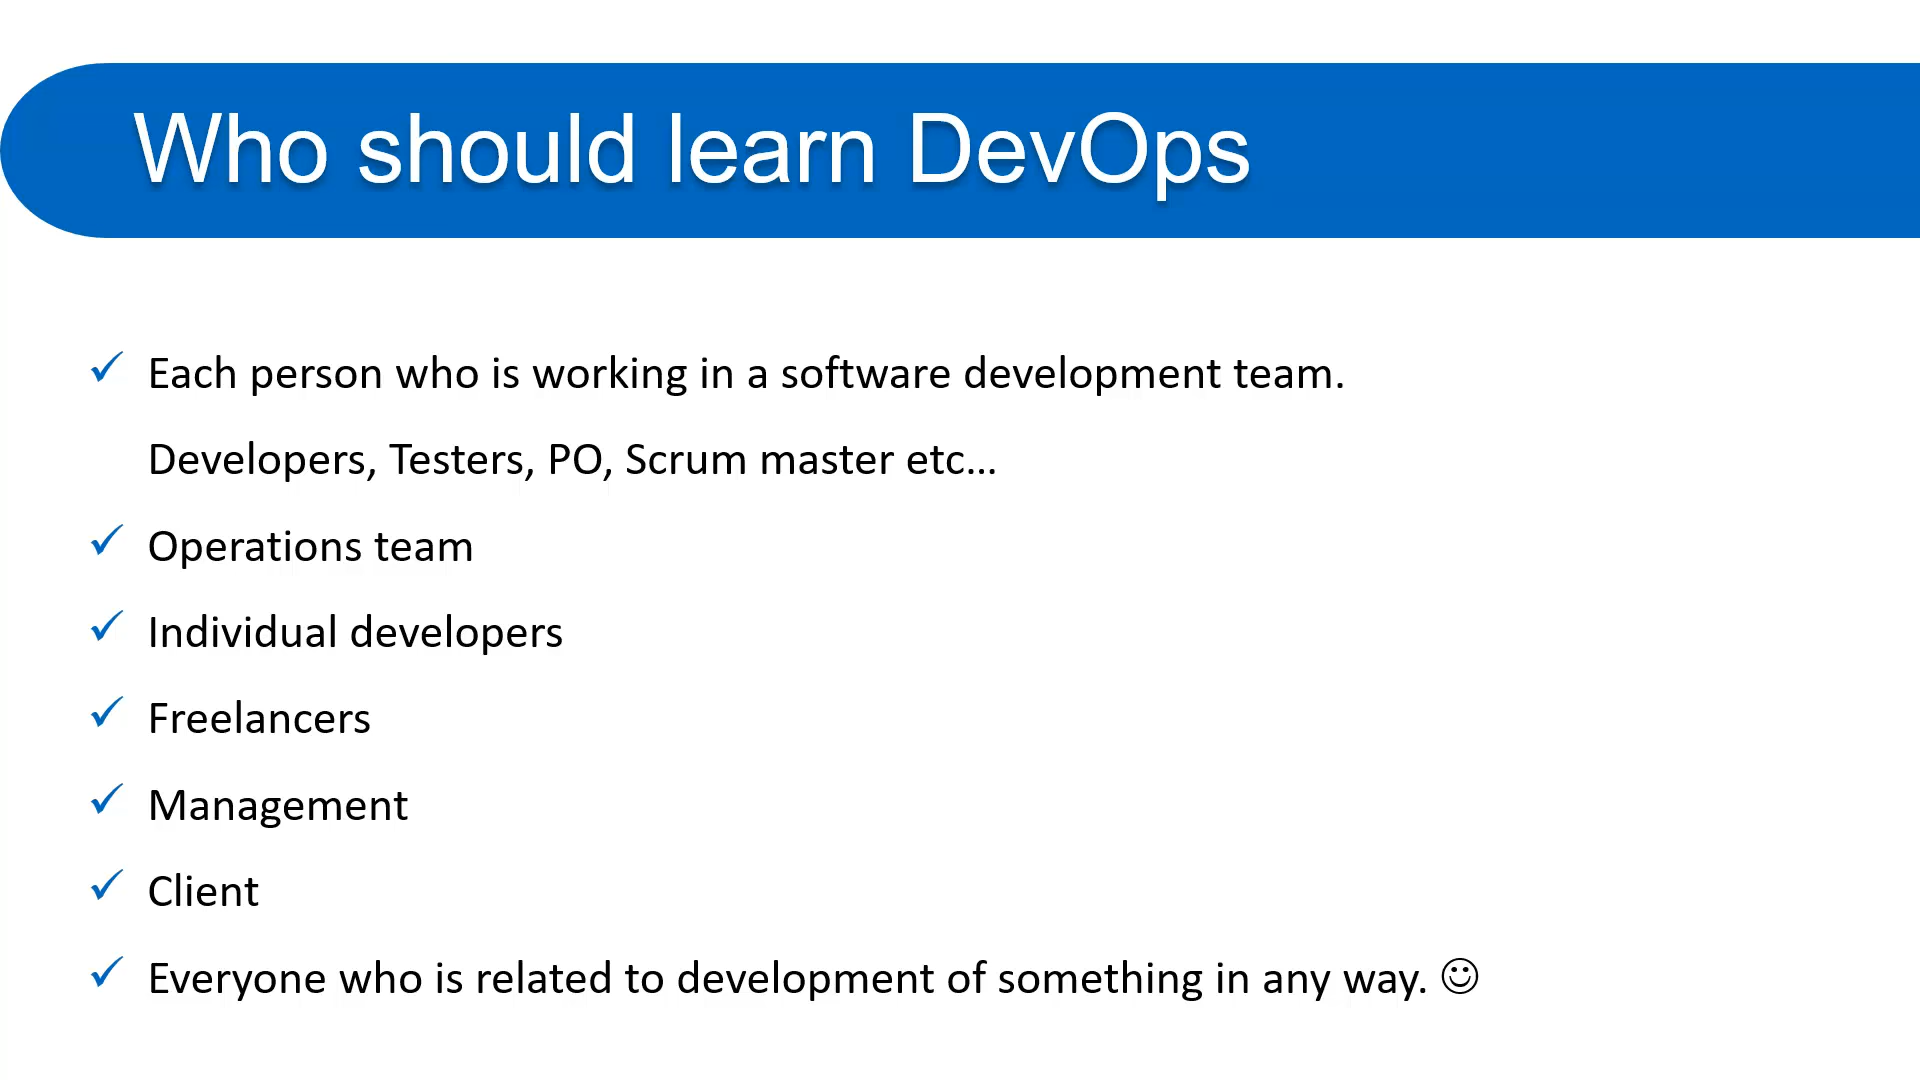 Who should learn DevOps
✓ Each person who is working in a software development team.
Developers, Testers, PO, Scrum master etc...
✓ Operations team
✓ Individual developers
✓ Freelancers
✓ Management
✓ Client
✓ Everyone who is related to development of something in any way. ☺